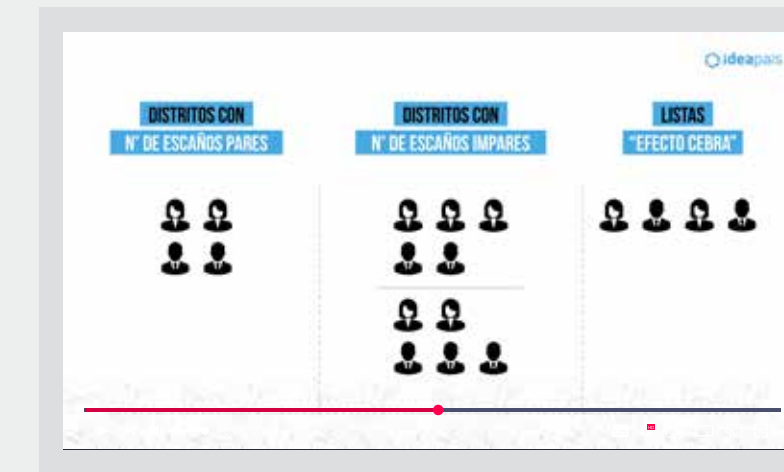 ideapaís
DISTRITOS CON
N° DE ESCAÑOS PARES
DISTRITOS CON
N° DE ESCAÑOS IMPARES
LISTAS
"EFECTO CEBRA"